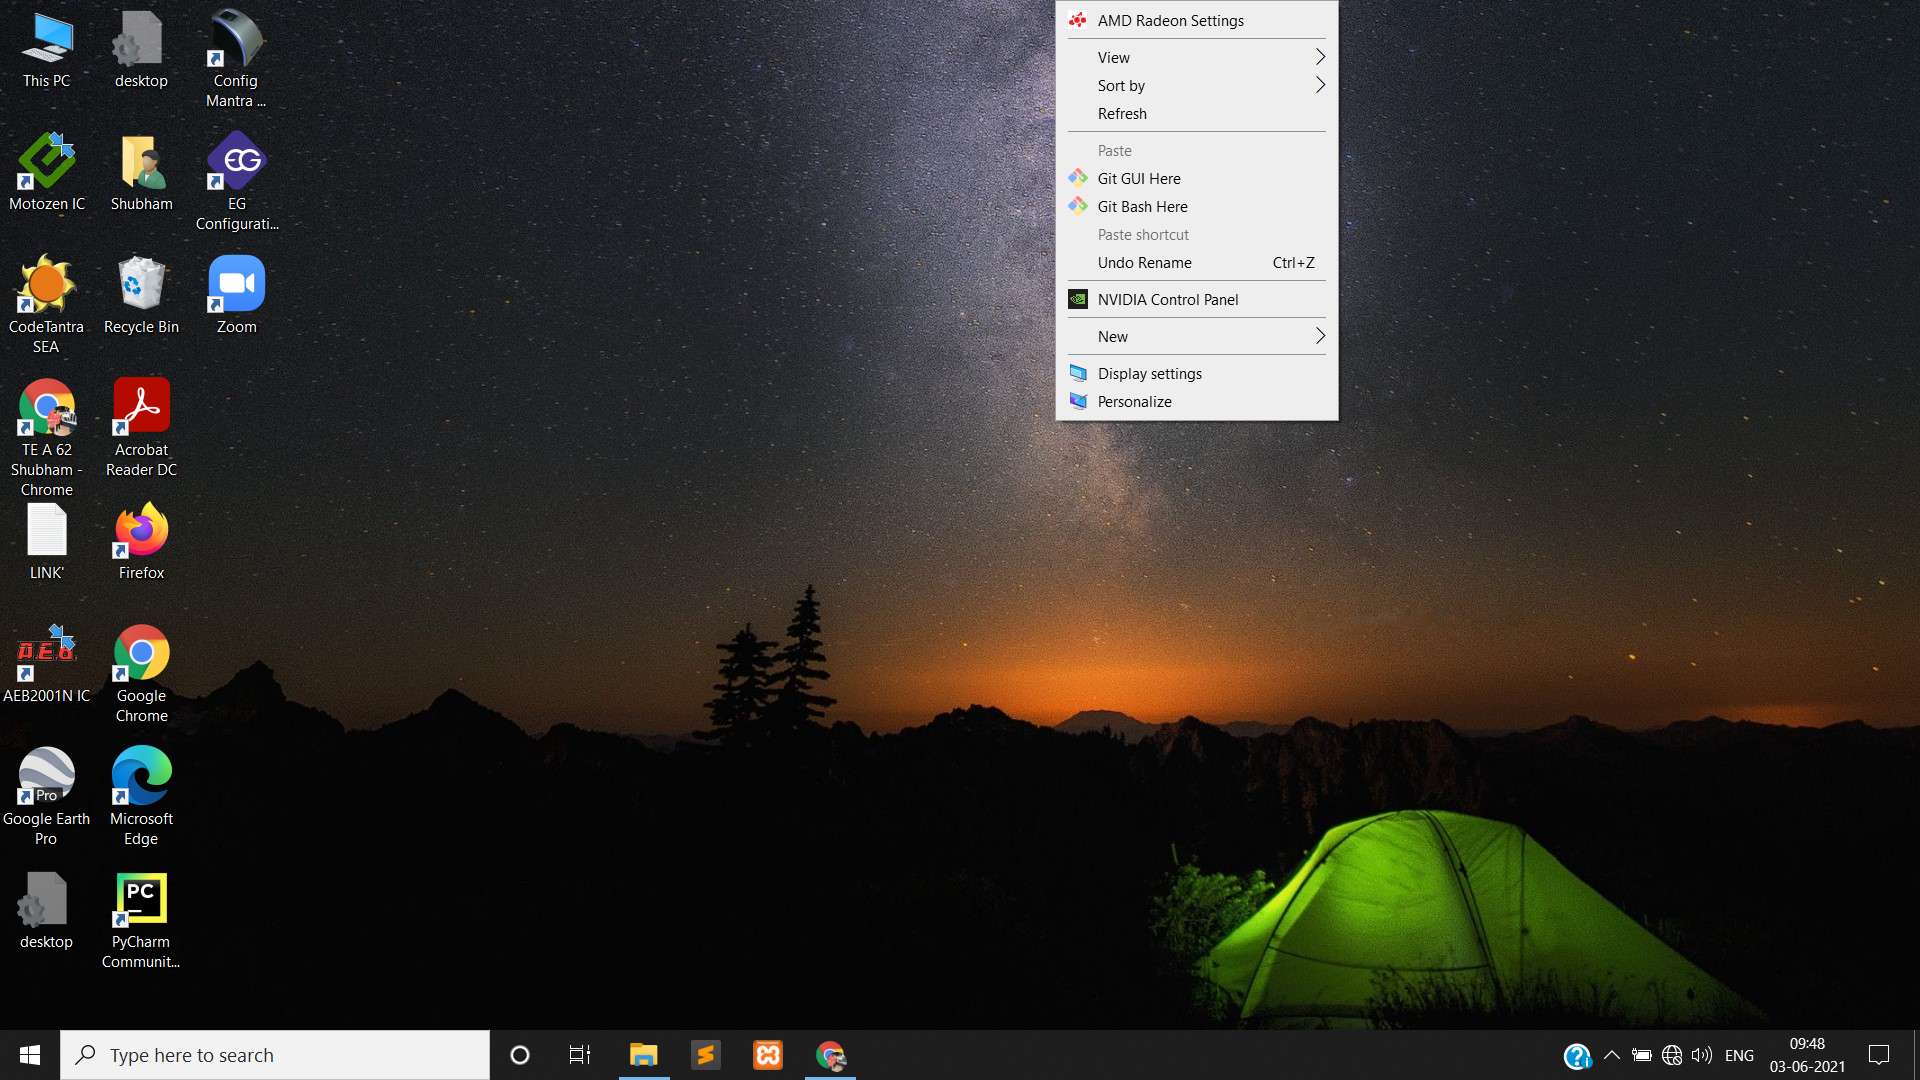 This PC
desktop
Config
Mantra ...
Motozen IC
Shubham
EG
EG
Configurati...
CodeTantra
SEA
Recycle Bin
Zoom
TE A 62
Shubham -
Chrome
Acrobat
Reader DC
LINK'
Firefox
AEB
AEB2001N IC
Google
Chrome
Pro
Google Earth
Pro
Microsoft
Edge
desktop
PC
PyCharm
Communit...
AMD Radeon Settings
View
Sort by
Refresh
Paste
Git GUI Here
Git Bash Here
Paste shortcut
Undo Rename Ctrl+Z
NVIDIA Control Panel
New
Display settings
Personalize
Type here to search
ENG
09:48
03-06-2021